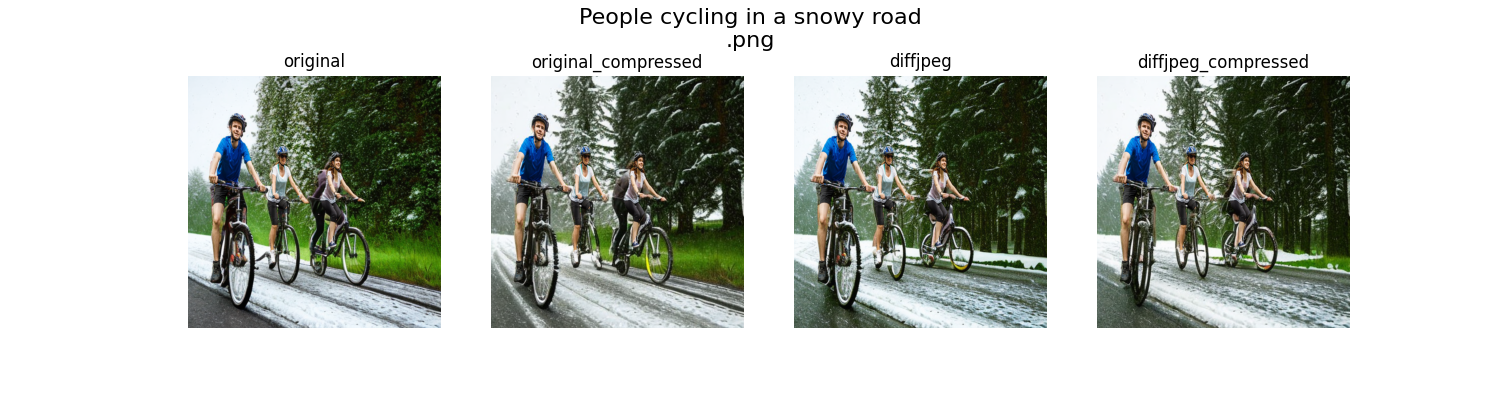 People cycling in a snowy road
.png
original
original_compressed
diffjpeg
diffjpeg_compressed